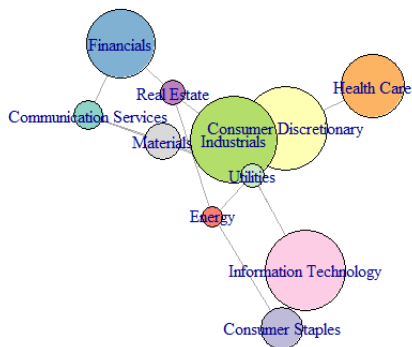 Financials
Health Care
Real Estate
Communication Services
Consumer Discretionary
Materials
Industrials
Utilities
Energy
Information Technology
Consumer Staples